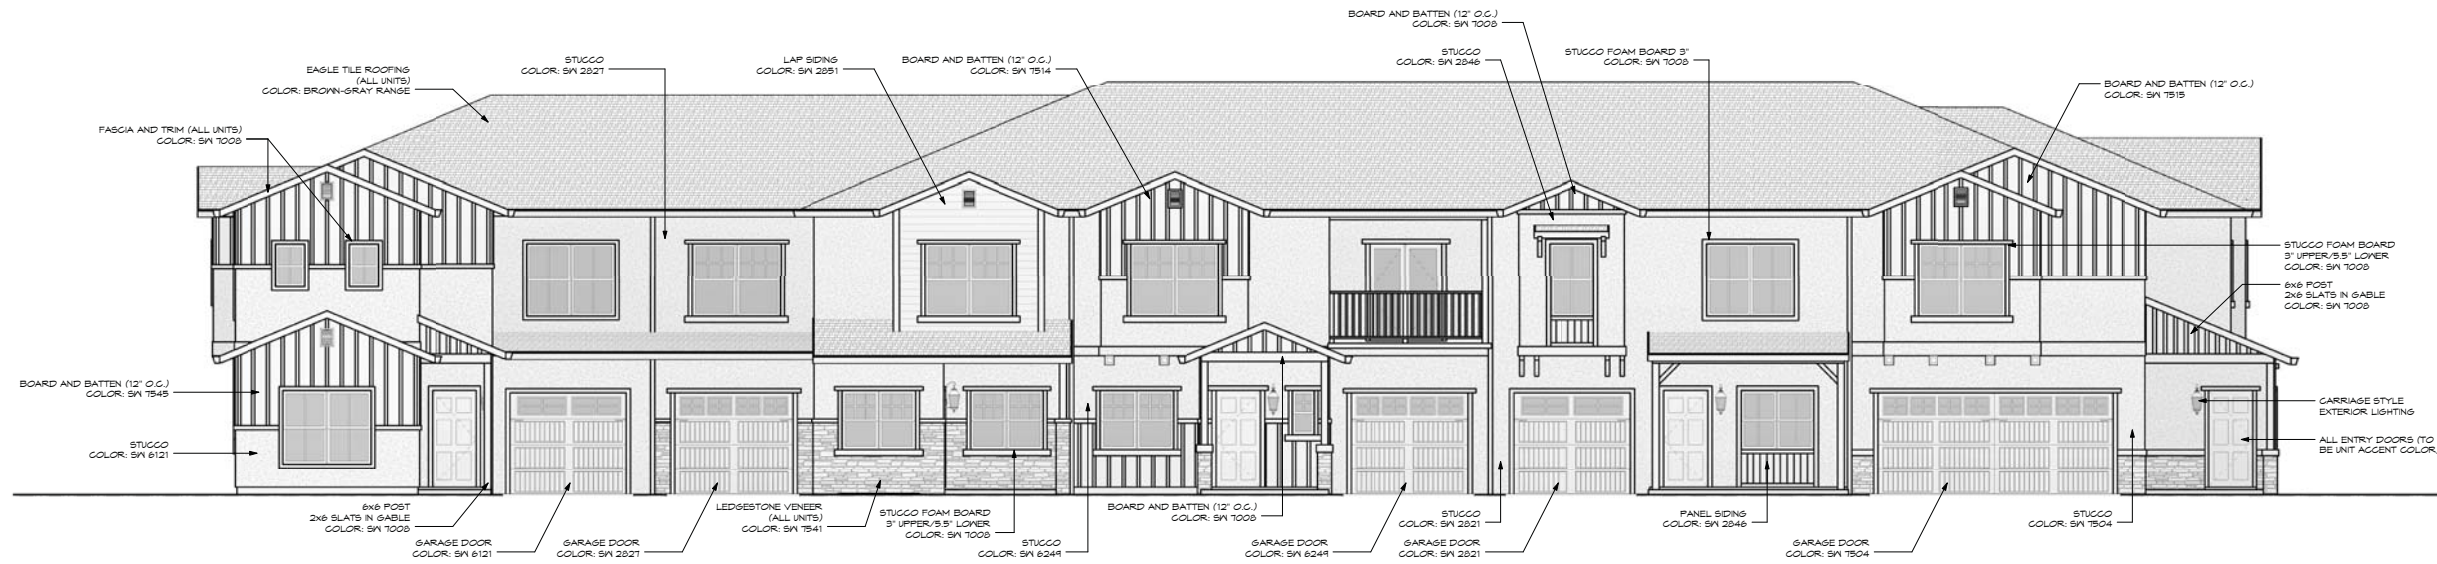 BOARD AND BATTEN (12" O.C.)
COLOR: SW 7008
STUCCO
COLOR: SW 2827
LAP SIDING
COLOR: SW 2851
BOARD AND BATTEN (12" O.C.)
COLOR: SW 7514
STUCCO
COLOR: SW 2846
STUCCO FOAM BOARD 3"
COLOR: SW 7008
EAGLE TILE ROOFING
(ALL UNITS)
COLOR: BROWN-GRAY RANGE
BOARD AND BATTEN (12" O.C.)
COLOR: SW 7515
FASCIA AND TRIM (ALL UNITS)
COLOR: SW 7008
STUCCO FOAM BOARD
3" UPPER/5.5" LOWER
COLOR: SW 7008
6x6 POST
2x6 SLATS IN GABLE
COLOR: SW 7008
BOARD AND BATTEN (12" O.C.)
COLOR: SW 7545
CARRIAGE STYLE
EXTERIOR LIGHTING
STUCCO
COLOR: SW 6121
ALL ENTRY DOORS (TO
BE UNIT ACCENT COLOR
6x6 POST
2x6 SLATS IN GABLE
COLOR: SW 7008
GARAGE DOOR
COLOR: SW 6121
GARAGE DOOR
COLOR: SW 2827
LEDGESTONE VENEER
(ALL UNITS)
COLOR: SW 7541
STUCCO FOAM BOARD
3" UPPER/5.5" LOWER
COLOR: SW 7008
STUCCO
COLOR: SW 6249
BOARD AND BATTEN (12" O.C.)
COLOR: SW 7008
GARAGE DOOR
COLOR: SW 6249
STUCCO
COLOR: SW 2821
GARAGE DOOR
COLOR: SW 2821
PANEL SIDING
COLOR: SW 2846
GARAGE DOOR
COLOR: SW 7504
STUCCO
COLOR: SW 7504